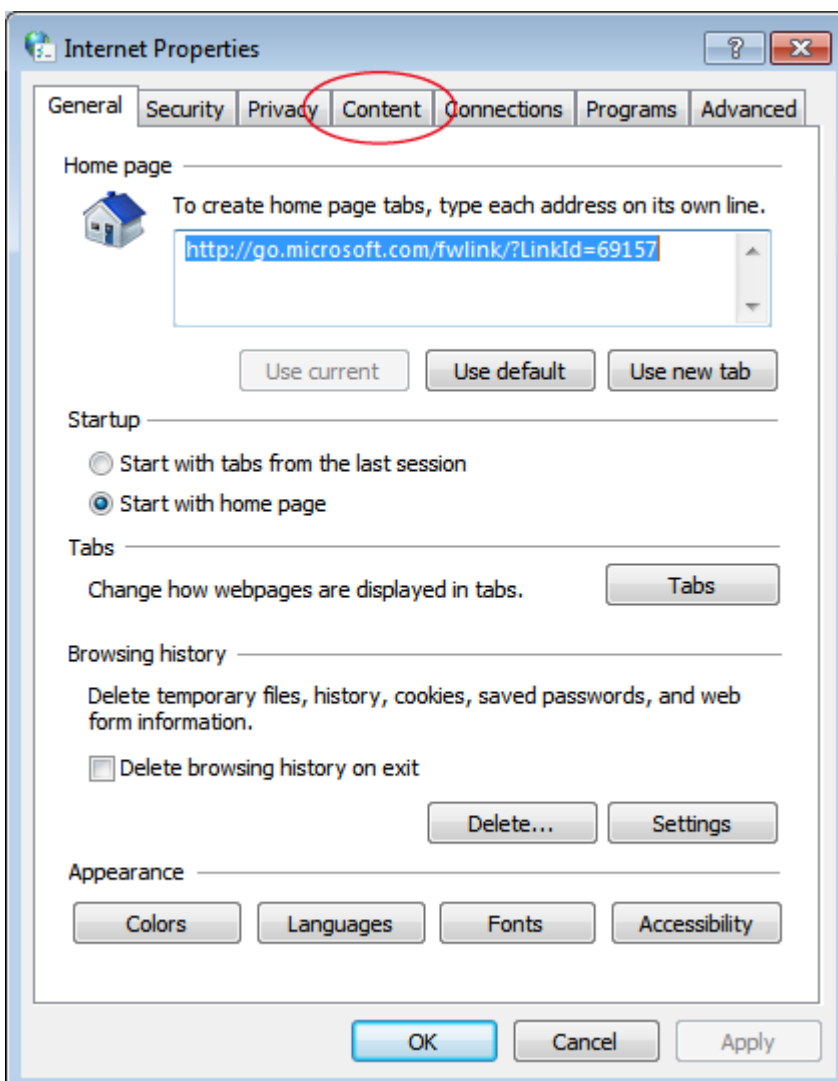 Internet Properties
General Security Privacy Content Connections Programs Advanced
Home page
To create home page tabs, type each address on its own line.
http://go.microsoft.com/fwlink/?LinkId=69157
Use current Use default Use new tab
Startup
Start with tabs from the last session
Start with home page
Tabs
Change how webpages are displayed in tabs. Tabs
Browsing history
Delete temporary files, history, cookies, saved passwords, and web
form information.
Delete browsing history on exit
Delete... Settings
Appearance
Colors Languages Fonts Accessibility
OK Cancel Apply